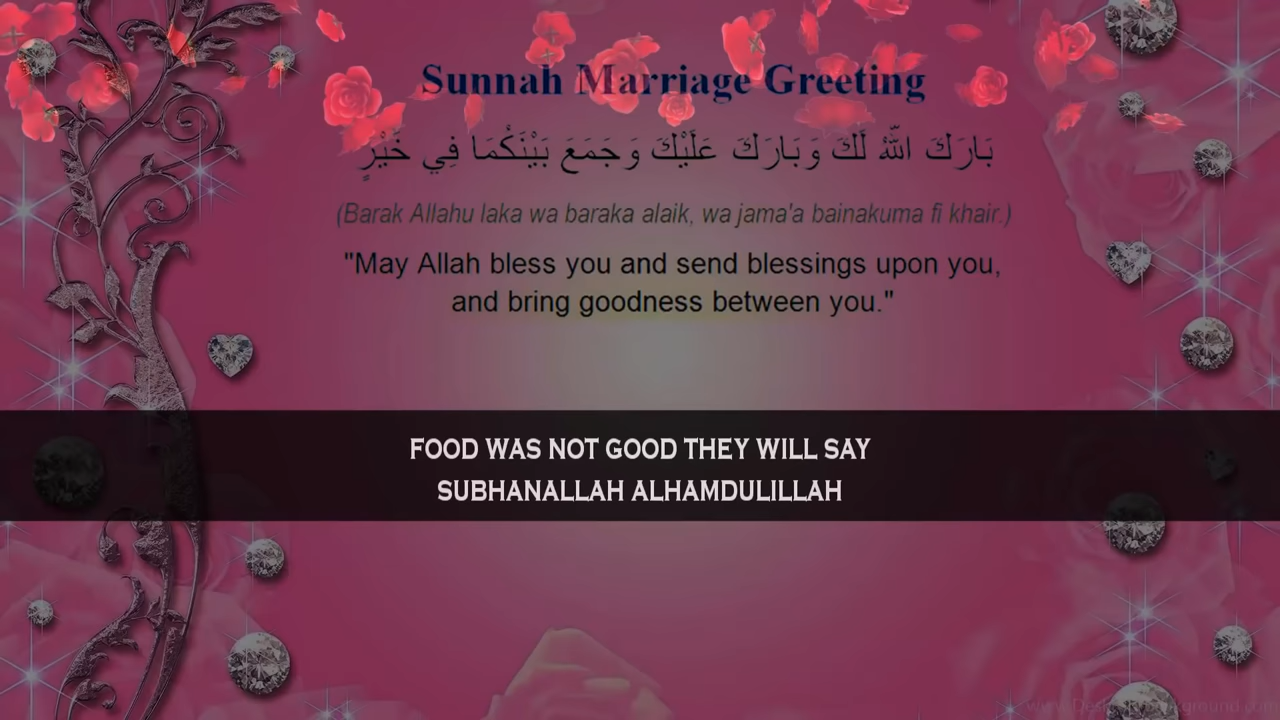 Sunnah Marriage Greeting
بَارَكَ اللّٰهُ لَكَ وَبَارَكَ عَلَيْكَ وَجَمَعَ بَيْنَكُمَا فِي خَيْرٍ
(Barak Allahu laka wa baraka alaik, wa jama'a bainakuma fi khair.)
"May Allah bless you and send blessings upon you,
and bring goodness between you."
FOOD WAS NOT GOOD THEY WILL SAY
SUBHANALLAH ALHAMDULILLAH